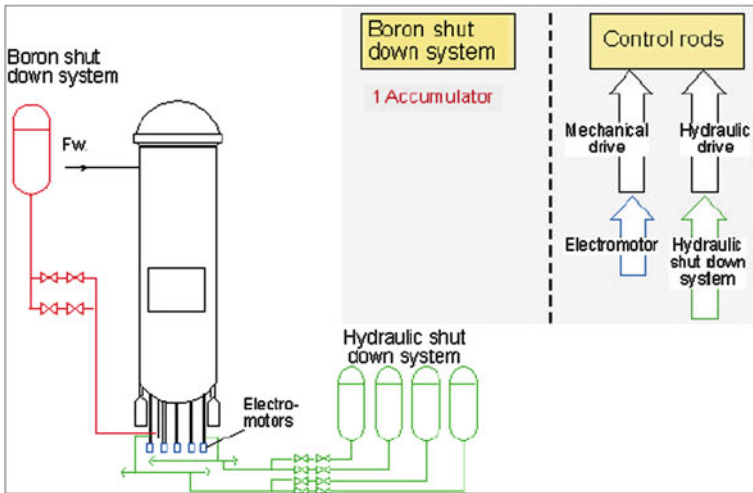 Boron shut
down system
Fw.
Electro-
motors
Hydraulic shut
down system
Boron shut
down system
1 Accumulator
Control rods
Mechanical
drive
Hydraulic
drive
Electromotor
Hydraulic
shut down
system